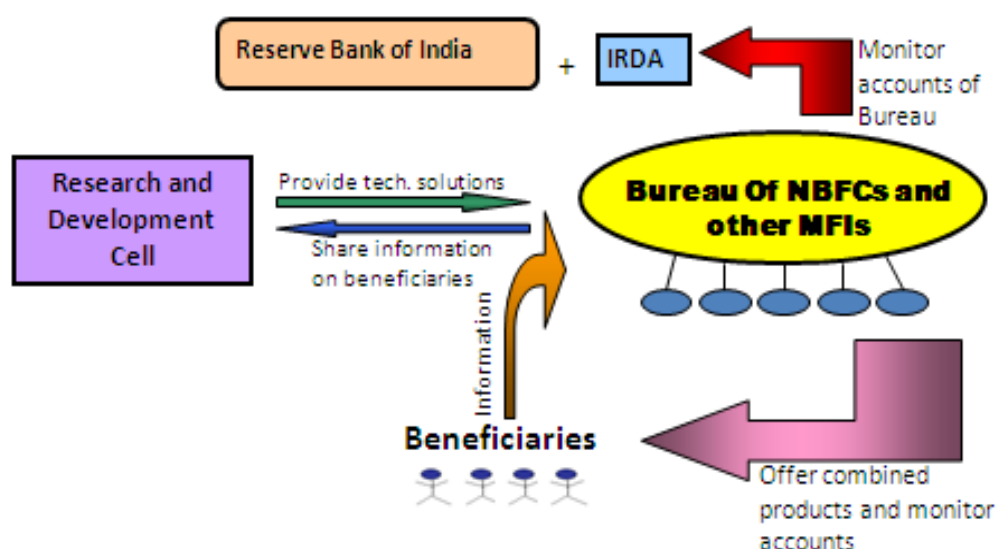 Reserve Bank of India
+
IRDA
Monitor
accounts of
Bureau
Research and
Development
Cell
Provide tech. solutions
Share information
on beneficiaries
Bureau Of NBFCs and
other MFIs
Information
Beneficiaries
Offer combined
products and monitor
accounts